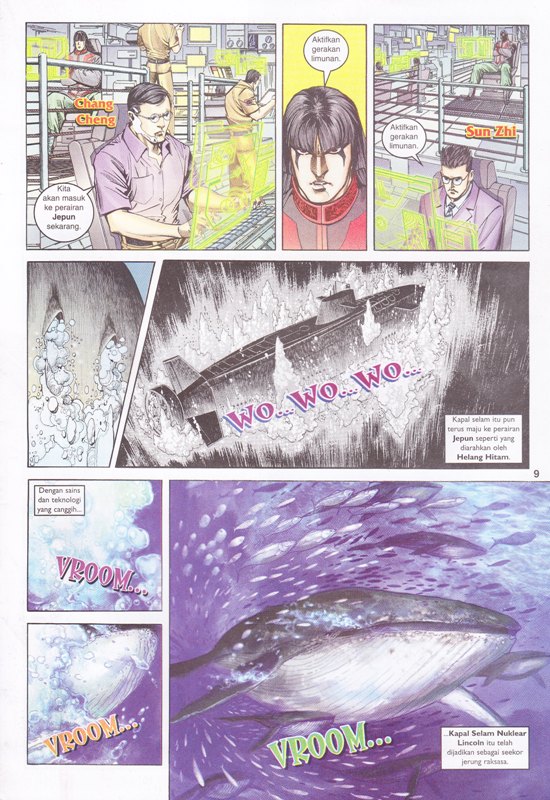 Chang
Cheng
Kita
akan masuk
ke perairan
Jepun
sekarang.
Aktifkan
gerakan
limunan.
Aktifkan
gerakan
limunan.
Sun Zhi
WO...WO...WO...
Kapal selam itu pun
terus maju ke perairan
Jepun seperti yang
diarahkan oleh
Helang Hitam.
9
Dengan sains
dan teknologi
yang canggih...
VROOM...
VROOM...
VROOM...
...Kapal Selam Nuklear
Lincoln itu telah
dijadikan sebagai seekor
jerung raksasa.